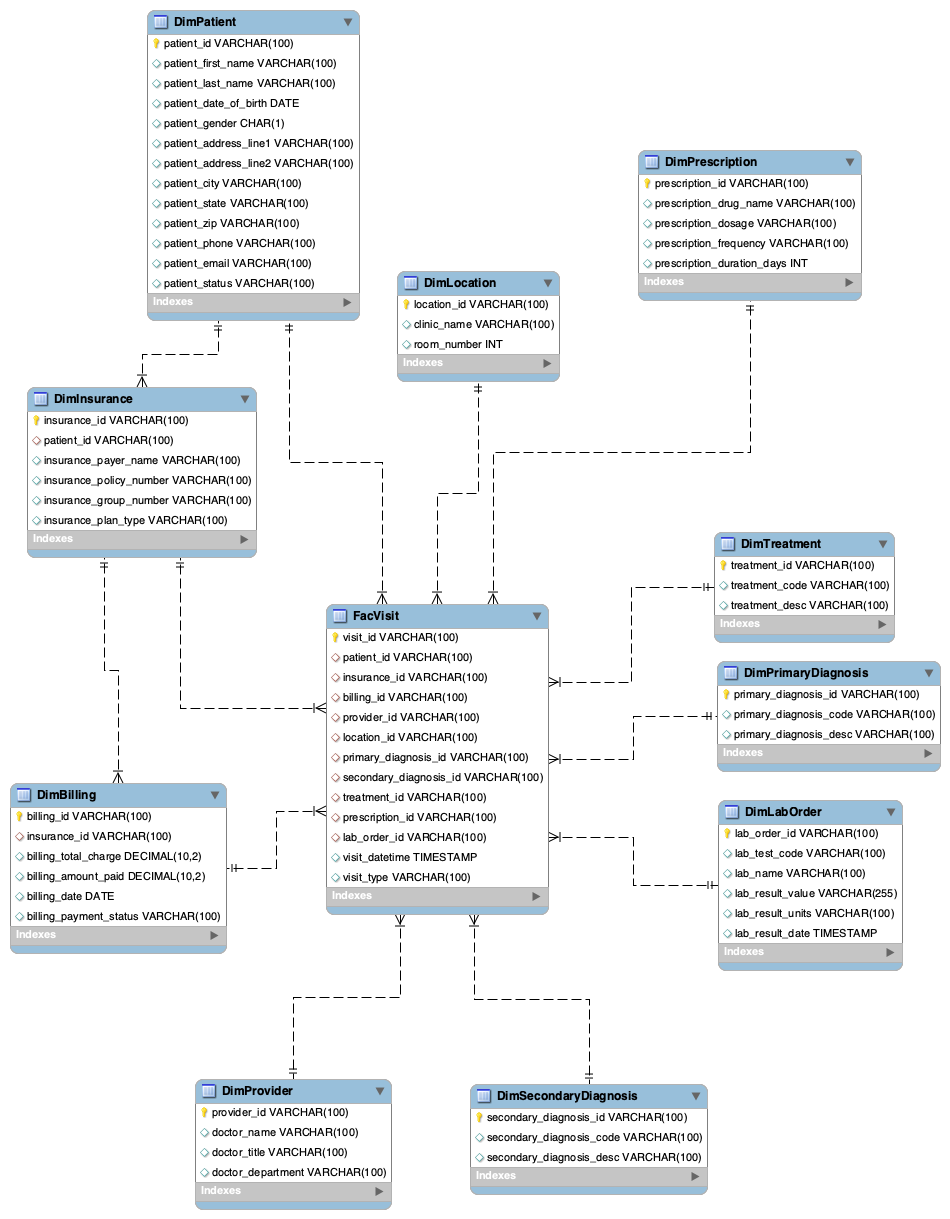 DimPatient
patient_id VARCHAR(100)
patient_first_name VARCHAR(100)
patient_last_name VARCHAR(100)
patient_date_of_birth DATE
patient_gender CHAR(1)
patient_address_line1 VARCHAR(100)
patient_address_line2 VARCHAR(100)
patient_city VARCHAR(100)
patient_state VARCHAR(100)
patient_zip VARCHAR(100)
patient_phone VARCHAR(100)
patient_email VARCHAR(100)
patient_status VARCHAR(100)
Indexes
DimPrescription
prescription_id VARCHAR(100)
prescription_drug_name VARCHAR(100)
prescription_dosage VARCHAR(100)
prescription_frequency VARCHAR(100)
prescription_duration_days INT
Indexes
DimLocation
location_id VARCHAR(100)
clinic_name VARCHAR(100)
room_number INT
Indexes
DimInsurance
insurance_id VARCHAR(100)
patient_id VARCHAR(100)
insurance_payer_name VARCHAR(100)
insurance_policy_number VARCHAR(100)
insurance_group_number VARCHAR(100)
insurance_plan_type VARCHAR(100)
Indexes
DimTreatment
treatment_id VARCHAR(100)
treatment_code VARCHAR(100)
treatment_desc VARCHAR(100)
Indexes
FacVisit
visit_id VARCHAR(100)
patient_id VARCHAR(100)
insurance_id VARCHAR(100)
billing_id VARCHAR(100)
provider_id VARCHAR(100)
location_id VARCHAR(100)
primary_diagnosis_id VARCHAR(100)
secondary_diagnosis_id VARCHAR(100)
treatment_id VARCHAR(100)
prescription_id VARCHAR(100)
lab_order_id VARCHAR(100)
visit_datetime TIMESTAMP
visit_type VARCHAR(100)
Indexes
DimPrimaryDiagnosis
primary_diagnosis_id VARCHAR(100)
primary_diagnosis_code VARCHAR(100)
primary_diagnosis_desc VARCHAR(100)
Indexes
DimBilling
billing_id VARCHAR(100)
insurance_id VARCHAR(100)
billing_total_charge DECIMAL(10,2)
billing_amount_paid DECIMAL(10,2)
billing_date DATE
billing_payment_status VARCHAR(100)
Indexes
DimLabOrder
lab_order_id VARCHAR(100)
lab_test_code VARCHAR(100)
lab_name VARCHAR(100)
lab_result_value VARCHAR(255)
lab_result_units VARCHAR(100)
lab_result_date TIMESTAMP
Indexes
DimProvider
provider_id VARCHAR(100)
doctor_name VARCHAR(100)
doctor_title VARCHAR(100)
doctor_department VARCHAR(100)
Indexes
DimSecondaryDiagnosis
secondary_diagnosis_id VARCHAR(100)
secondary_diagnosis_code VARCHAR(100)
secondary_diagnosis_desc VARCHAR(100)
Indexes